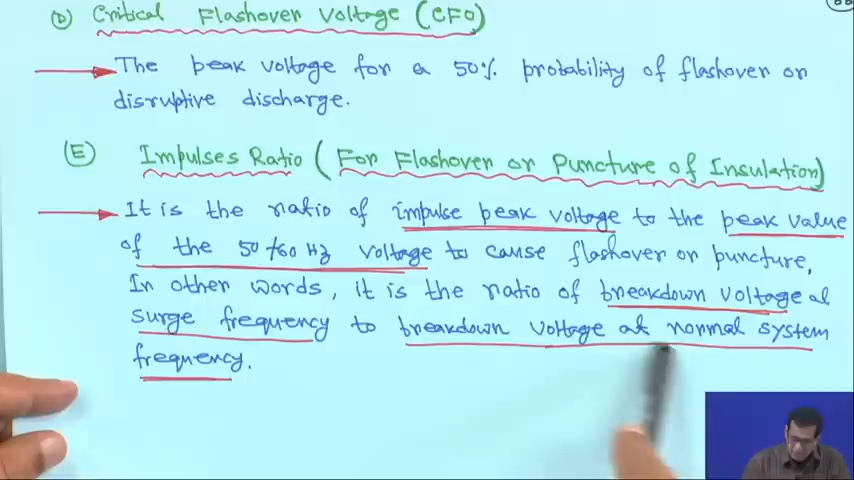 (D) Critical Flashover Voltage (CFO)
The peak voltage for a 50% probability of flashover or
disruptive discharge.
(E) Impulses Ratio (For Flashover or Puncture of Insulation)
It is the ratio of impulse peak voltage to the peak value
of the 50/60 Hz voltage to cause flashover or puncture.
In other words, it is the ratio of breakdown voltage at
surge frequency to breakdown voltage at normal system
frequency.